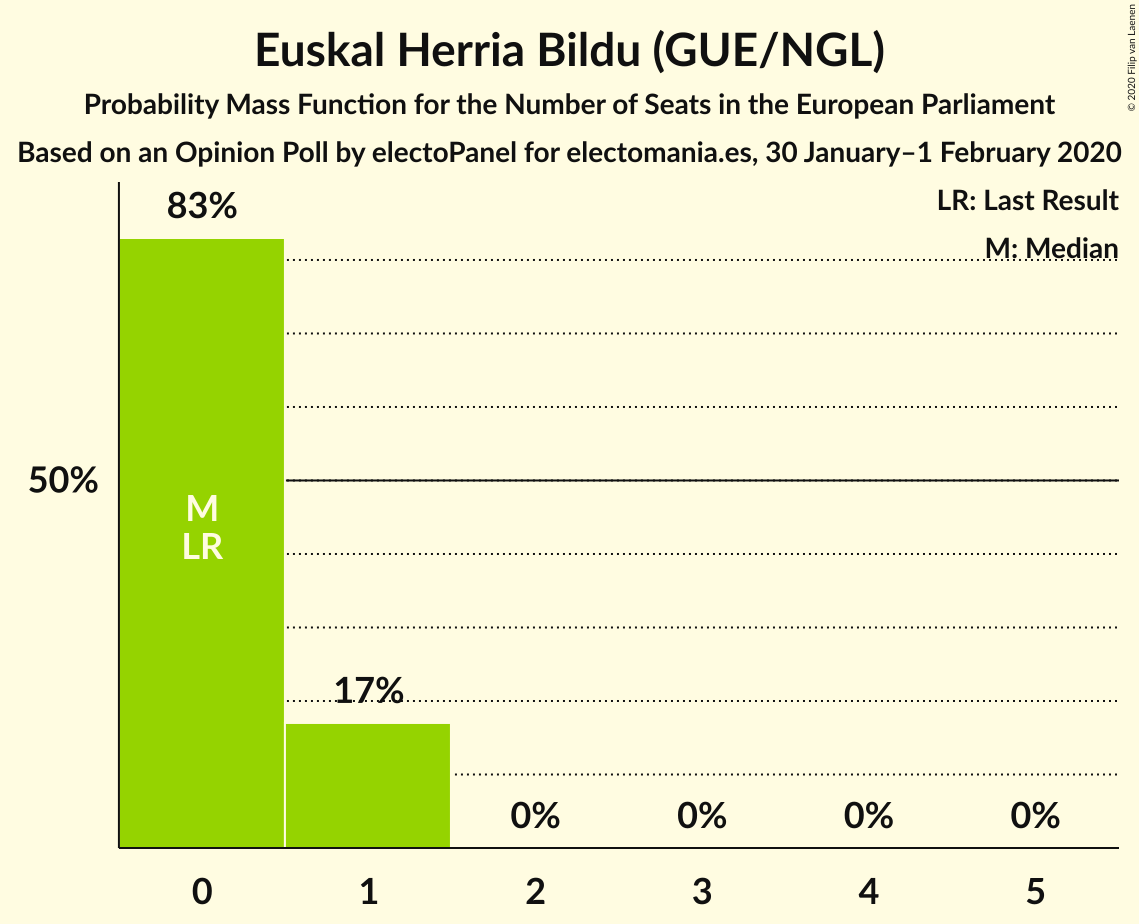 Euskal Herria Bildu (GUE/NGL)
Probability Mass Function for the Number of Seats in the European Parliament
Based on an Opinion Poll by electoPanel for electomania.es, 30 January–1 February 2020
© 2020 Filip van Laenen
LR: Last Result
M: Median
83%
50%
M
LR
17%
0%
0%
0%
0%
0
1
2
3
4
5